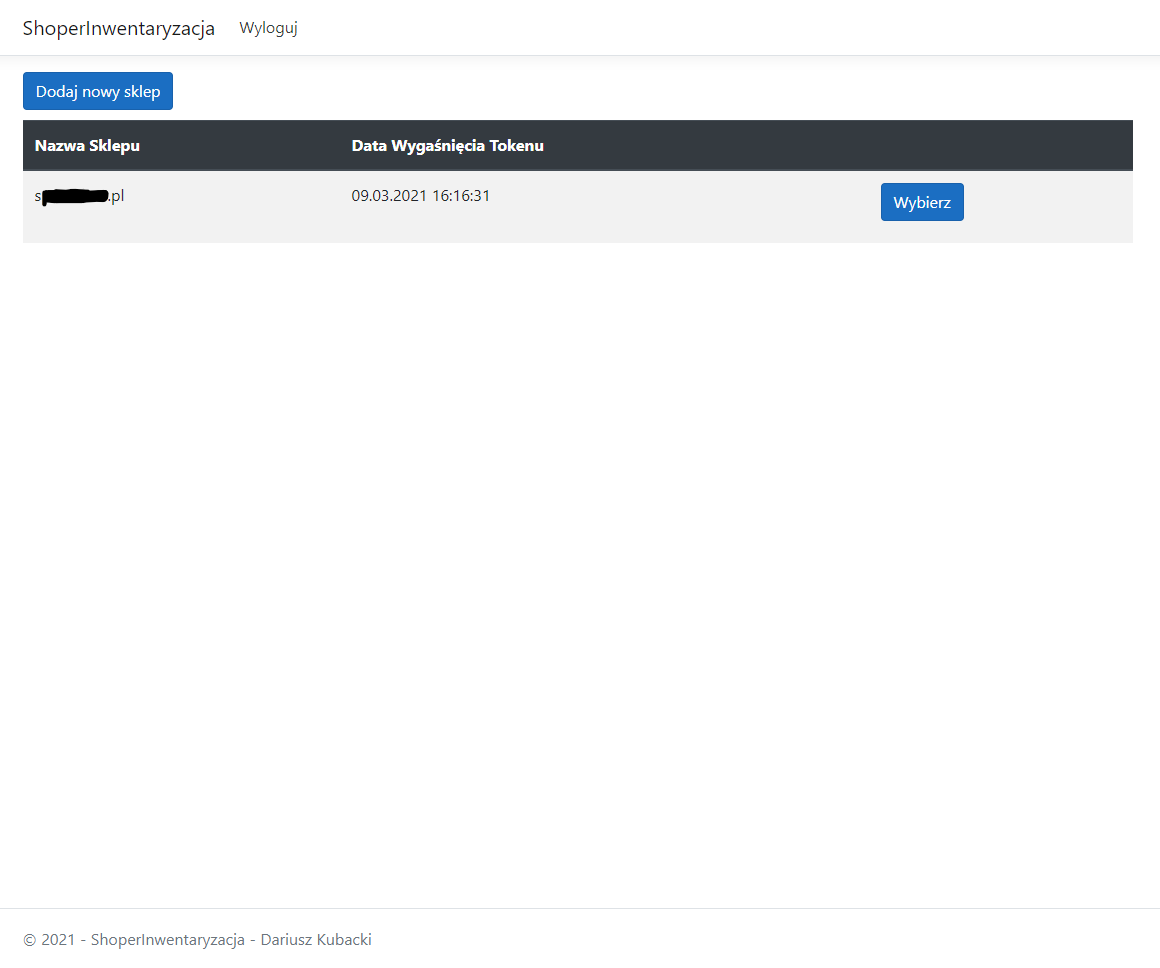 ShoperInwentaryzacja Wyloguj
Dodaj nowy sklep
Nazwa Sklepu Data Wygaśnięcia Tokenu
s .pl 09.03.2021 16:16:31 Wybierz
© 2021 - ShoperInwentaryzacja - Dariusz Kubacki